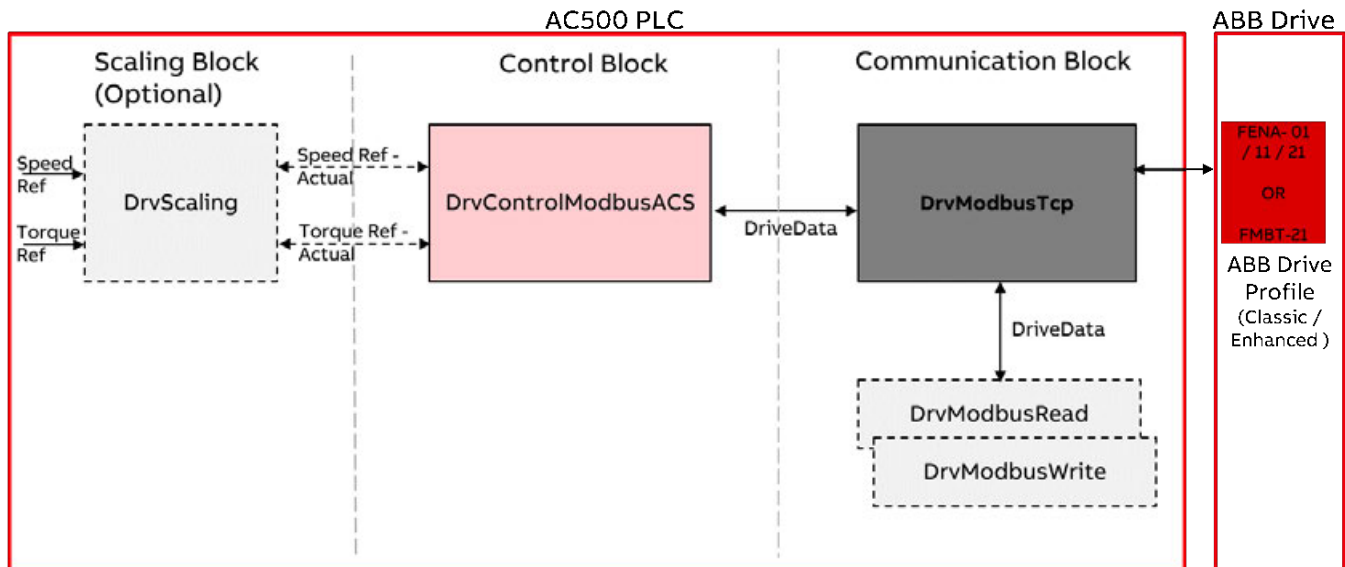 AC500 PLC
ABB Drive
Scaling Block
(Optional)
Control Block
Communication Block
Speed
Ref
Torque
Ref
DrvScaling
Speed Ref -
Actual
Torque Ref -
Actual
DrvControlModbusACS
DriveData
DrvModbusTcp
DriveData
DrvModbusRead
DrvModbusWrite
FENA- 01
/ 11 / 21
OR
FMBT-21
ABB Drive
Profile
(Classic /
Enhanced )